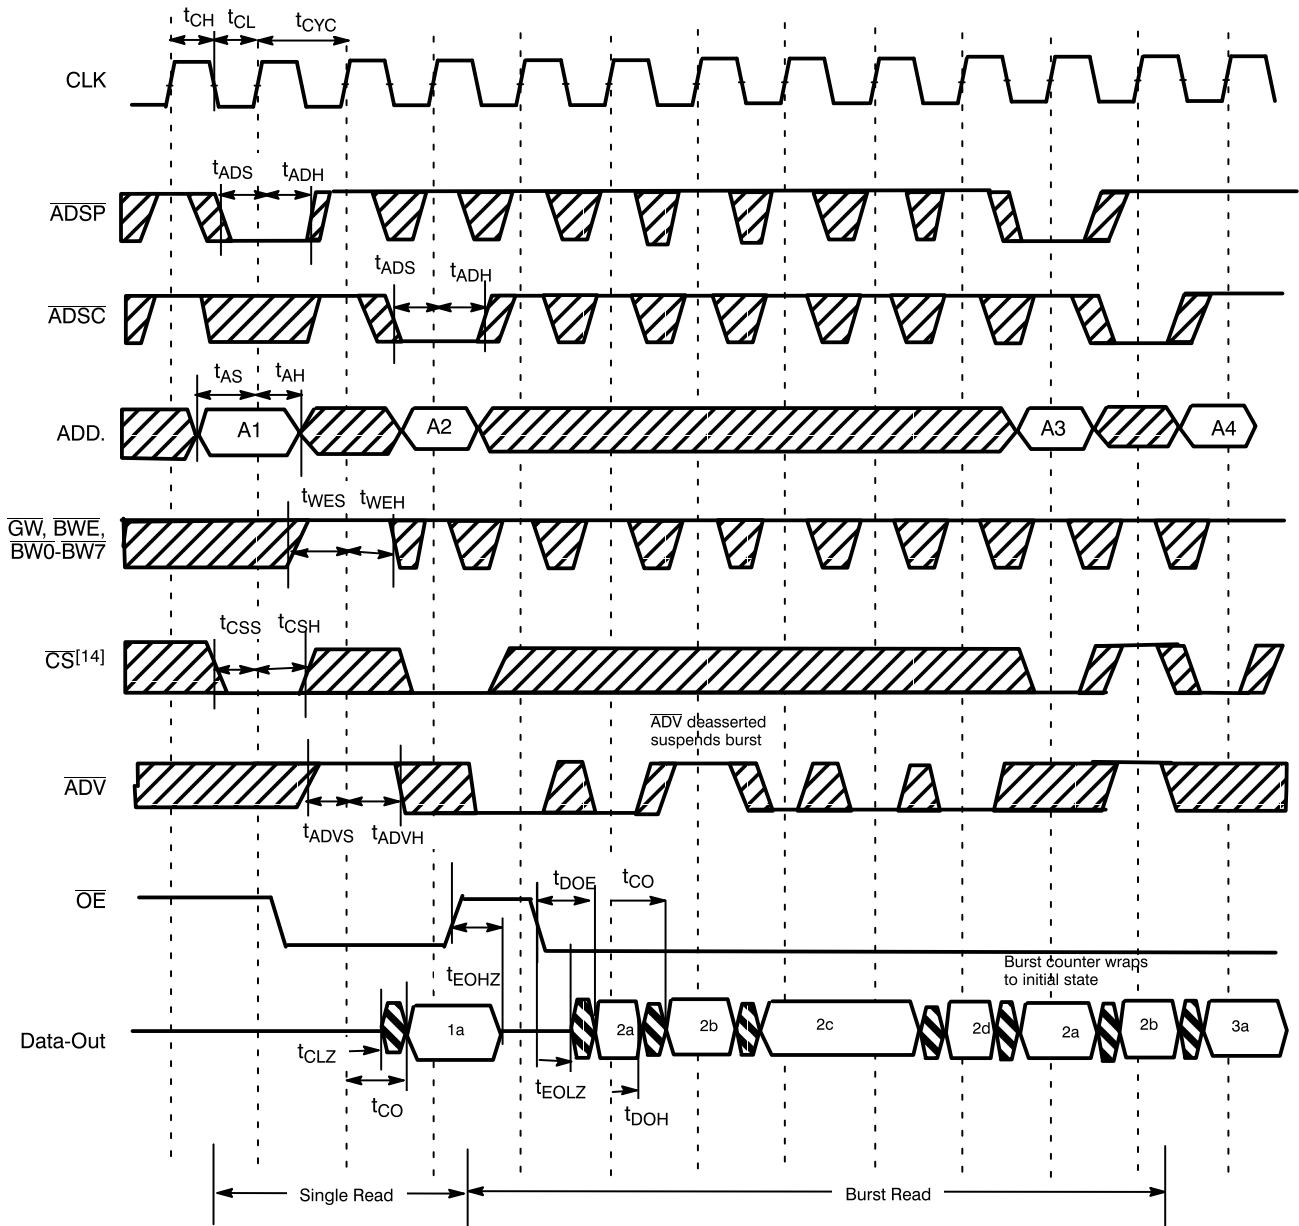 tCH tCL tCYC
CLK
tADS tADH
ADSP
tADS tADH
ADSC
tAS tAH
ADD. A1 A2 A3 A4
tWES tWEH
GW, BWE,
BW0-BW7
tCSS tCSH
CS[14]
ADV deasserted
suspends burst
ADV
tADVS tADVH
tDOE tCO
OE
Burst counter wraps
to initial state
tEOHZ
Data-Out 1a 2a 2b 2c 2d 2a 2b 3a
tCLZ
tEOLZ
tCO
tDOH
Single Read Burst Read